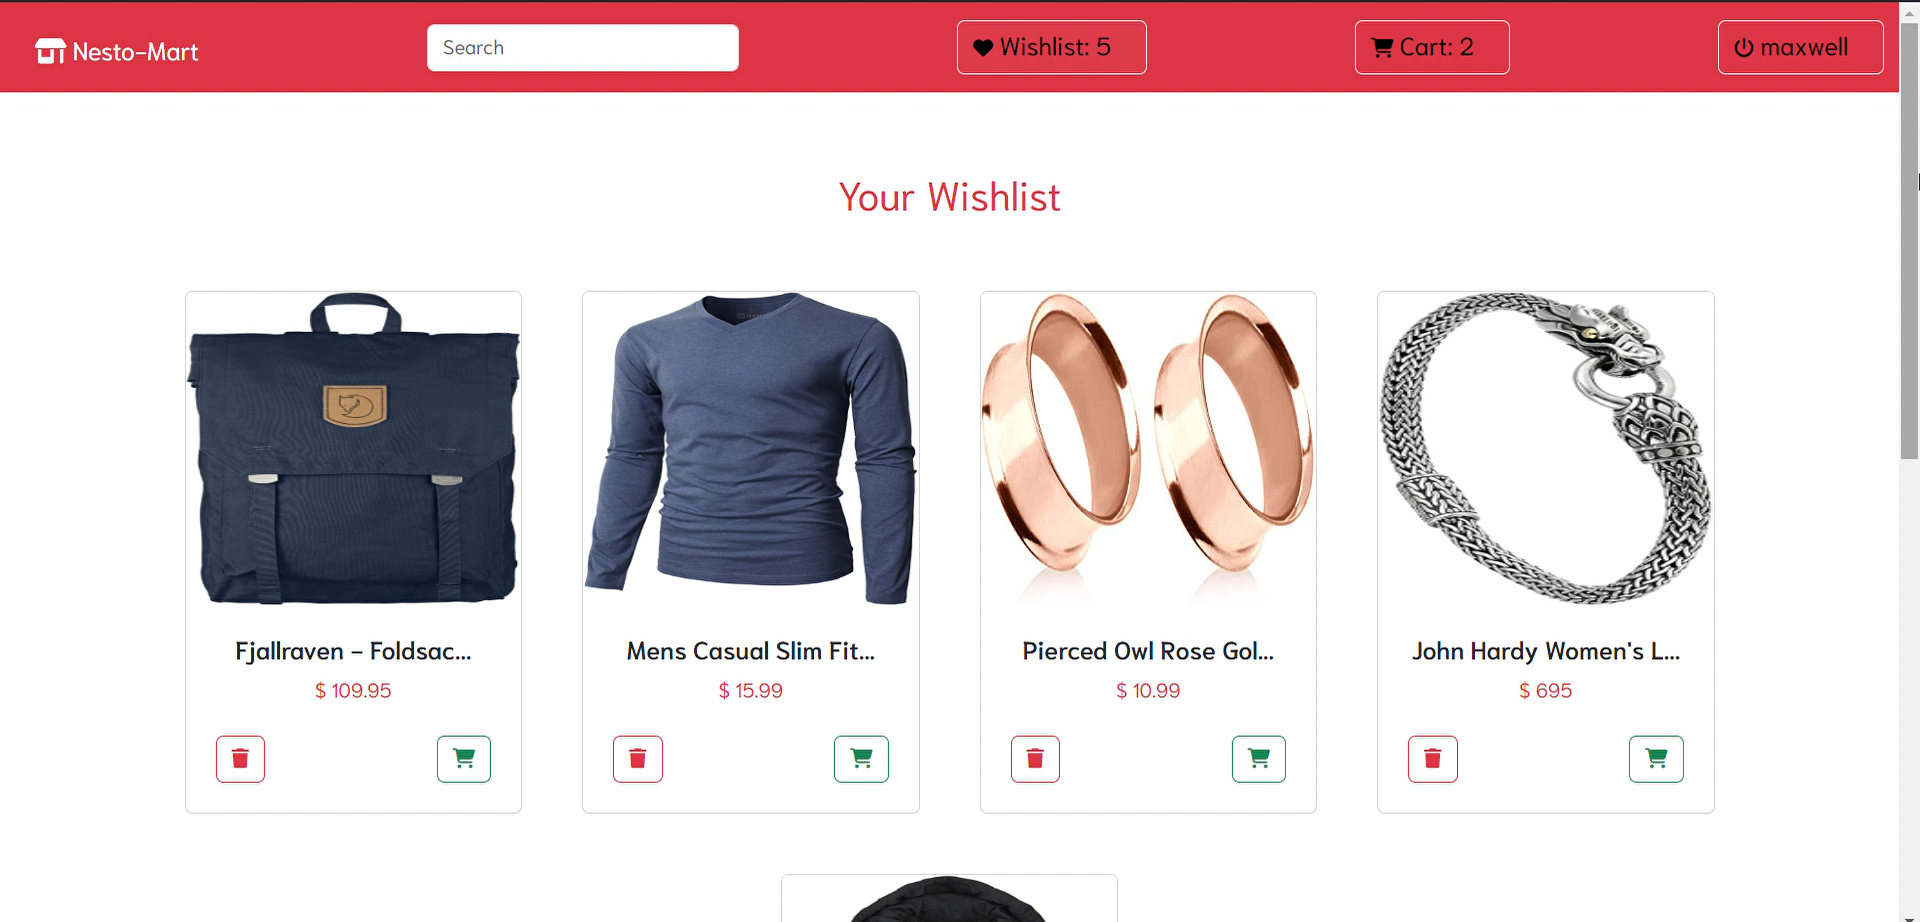 Nesto-Mart
Search
Wishlist: 5
Cart: 2
maxwell
Your Wishlist
Fjallraven - Foldsac...
$ 109.95
Mens Casual Slim Fit...
$ 15.99
Pierced Owl Rose Gol...
$ 10.99
John Hardy Women's L...
$ 695